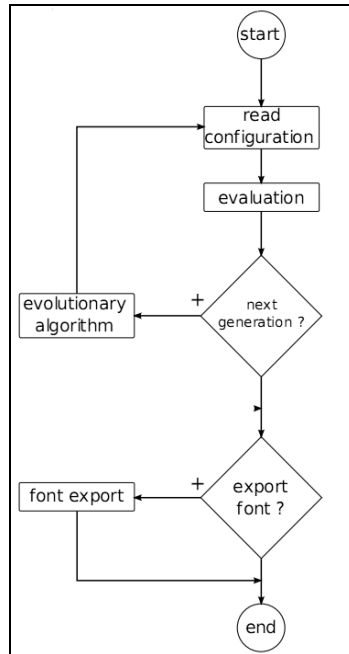 start
read
configuration
evaluation
next
generation ?
+
evolutionary
algorithm
export
font ?
+
font export
end